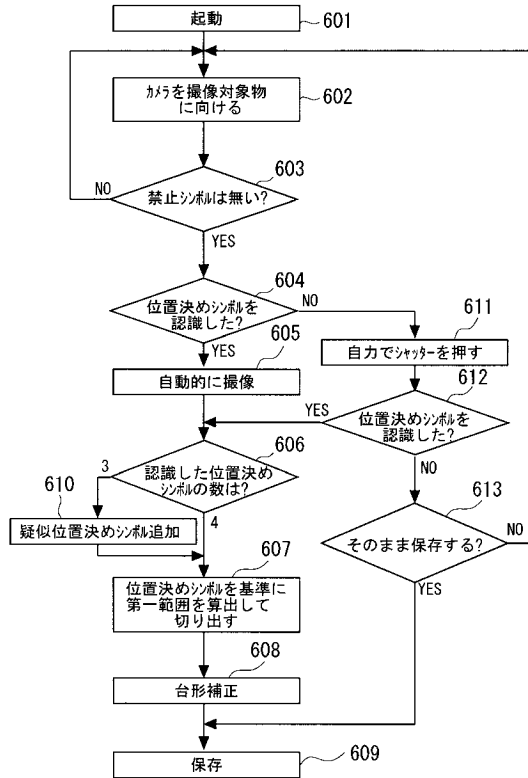 起動
601
カメラを撮像対象物
に向ける
602
603
禁止シンボルは無い?
NO
YES
604
位置決めシンボルを
認識した?
NO
YES
605
自動的に撮像
611
自力でシャッターを押す
612
位置決めシンボルを
認識した?
YES
NO
606
認識した位置決め
シンボルの数は?
3
4
610
疑似位置決めシンボル追加
613
そのまま保存する?
NO
YES
607
位置決めシンボルを基準に
第一範囲を算出して
切り出す
608
台形補正
保存
609